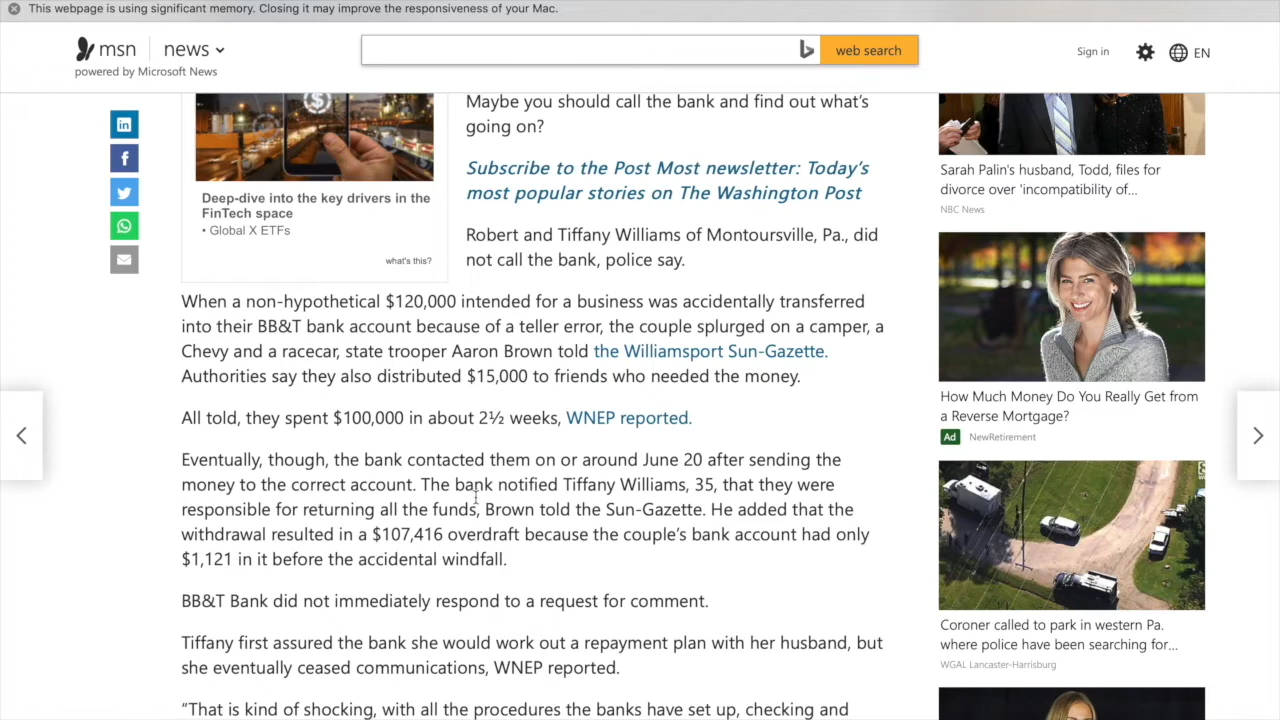 This webpage is using significant memory. Closing it may improve the responsiveness of your Mac.
msn
news
powered by Microsoft News
web search
Sign in
EN
Deep-dive into the key drivers in the
FinTech space
• Global X ETFs
what's this?
Maybe you should call the bank and find out what's
going on?
Subscribe to the Post Most newsletter: Today's
most popular stories on The Washington Post
Robert and Tiffany Williams of Montoursville, Pa., did
not call the bank, police say.
When a non-hypothetical $120,000 intended for a business was accidentally transferred
into their BB&T bank account because of a teller error, the couple splurged on a camper, a
Chevy and a racecar, state trooper Aaron Brown told the Williamsport Sun-Gazette.
Authorities say they also distributed $15,000 to friends who needed the money.
All told, they spent $100,000 in about 2½ weeks, WNEP reported.
Eventually, though, the bank contacted them on or around June 20 after sending the
money to the correct account. The bank notified Tiffany Williams, 35, that they were
responsible for returning all the funds, Brown told the Sun-Gazette. He added that the
withdrawal resulted in a $107,416 overdraft because the couple's bank account had only
$1,121 in it before the accidental windfall.
BB&T Bank did not immediately respond to a request for comment.
Tiffany first assured the bank she would work out a repayment plan with her husband, but
she eventually ceased communications, WNEP reported.
“That is kind of shocking, with all the procedures the banks have set up, checking and
Sarah Palin's husband, Todd, files for
divorce over 'incompatibility of...
NBC News
How Much Money Do You Really Get from
a Reverse Mortgage?
Ad NewRetirement
Coroner called to park in western Pa.
where police have been searching for...
WGAL Lancaster-Harrisburg